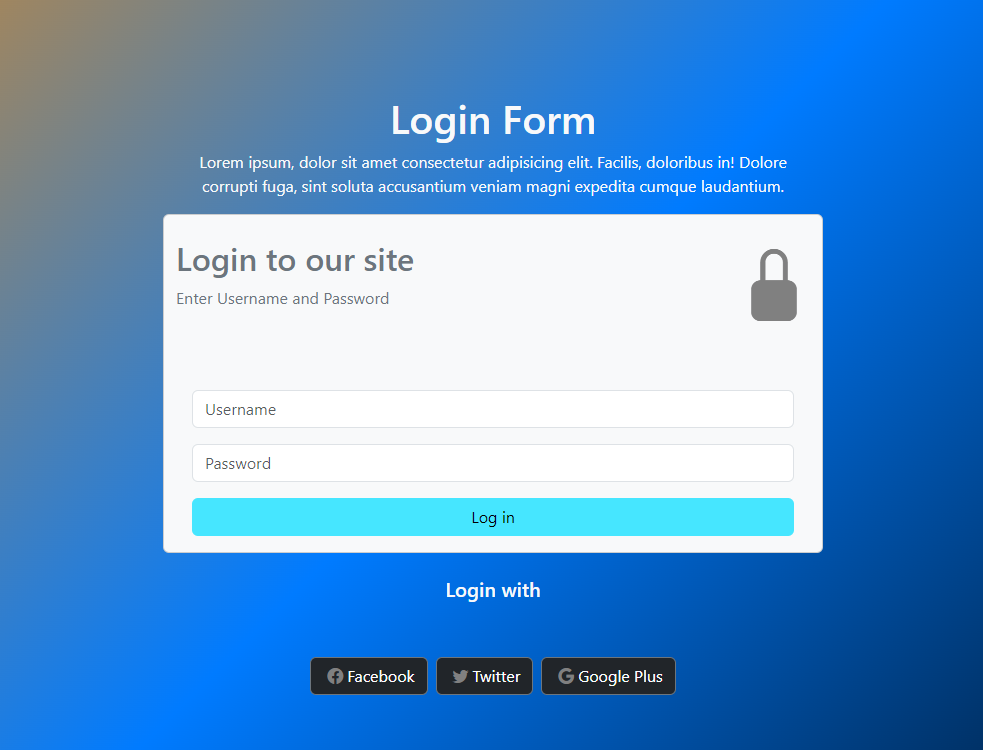 Login Form
Lorem ipsum, dolor sit amet consectetur adipisicing elit. Facilis, doloribus in! Dolore
corrupti fuga, sint soluta accusantium veniam magni expedita cumque laudantium.
Login to our site
Enter Username and Password
Username
Password
Log in
Login with
Facebook
Twitter
Google Plus